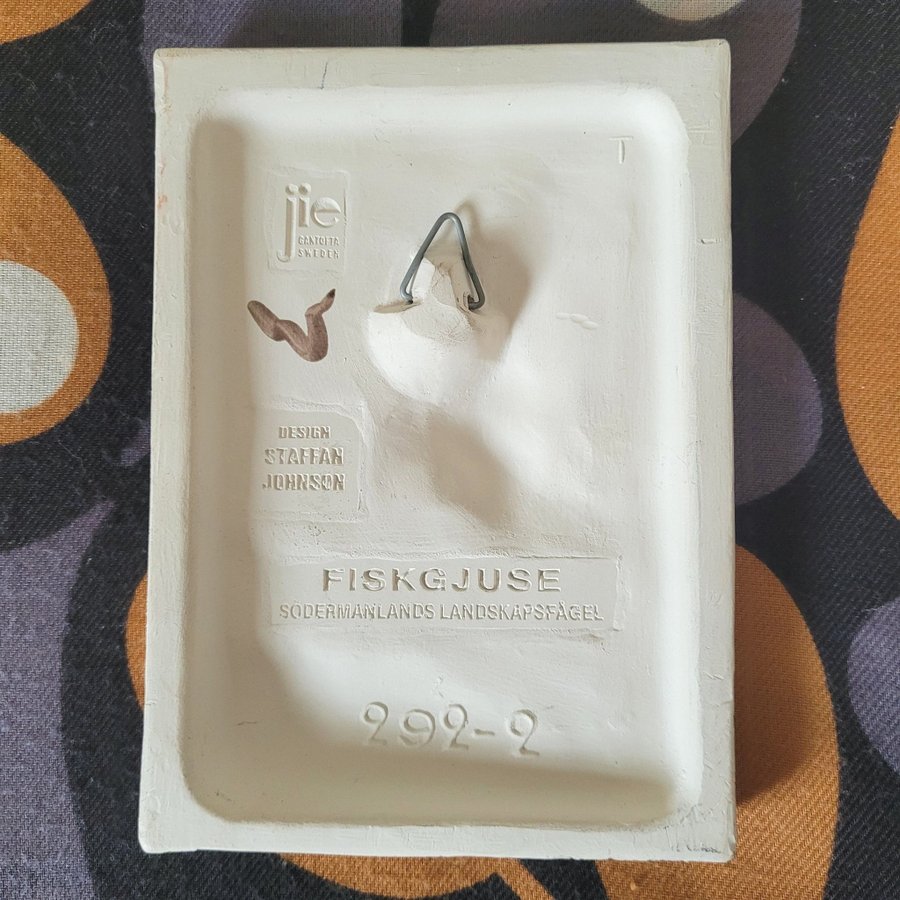 T
jie
GANTOFTA
SWEDEN
DESIGN
STAFFAN
JOHNSON
FISKGJUSE
SÖDERMANLANDS LANDSKAPSFÅGEL
292-2